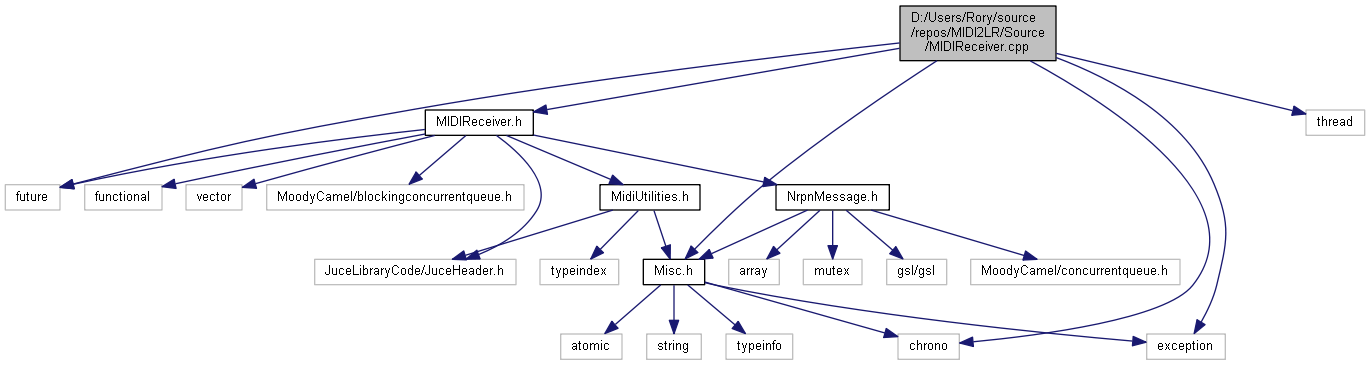 D:/Users/Rory/source
/repos/MIDI2LR/Source
/MIDIReceiver.cpp
MIDIReceiver.h
thread
future
functional
vector
MoodyCamel/blockingconcurrentqueue.h
MidiUtilities.h
NrpnMessage.h
JuceLibraryCode/JuceHeader.h
typeindex
Misc.h
array
mutex
gsl/gsl
MoodyCamel/concurrentqueue.h
atomic
string
typeinfo
chrono
exception